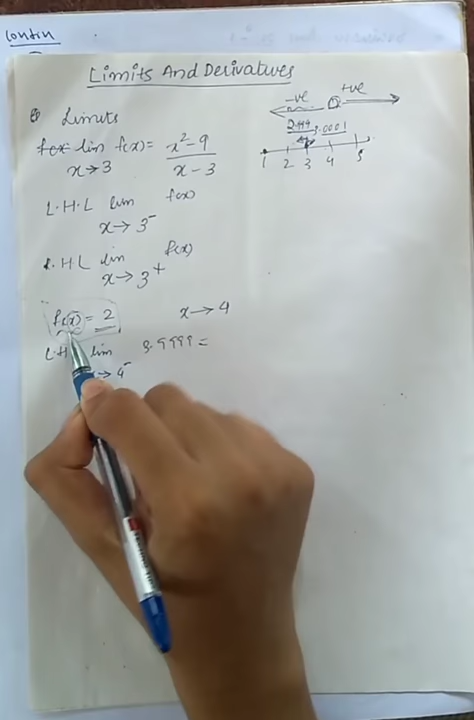 Contin
Limits And Derivatives
-ve +ve
Limits
2.999 3.0001
lim f(x) = x²-9
x→3 x-3
1 2 3 4 5
L.H.L lim f(x)
x→3⁻
R.H.L lim f(x)
x→3⁺
f(x) = 2 x→4
L.H lim 3.9999 =
→4⁻